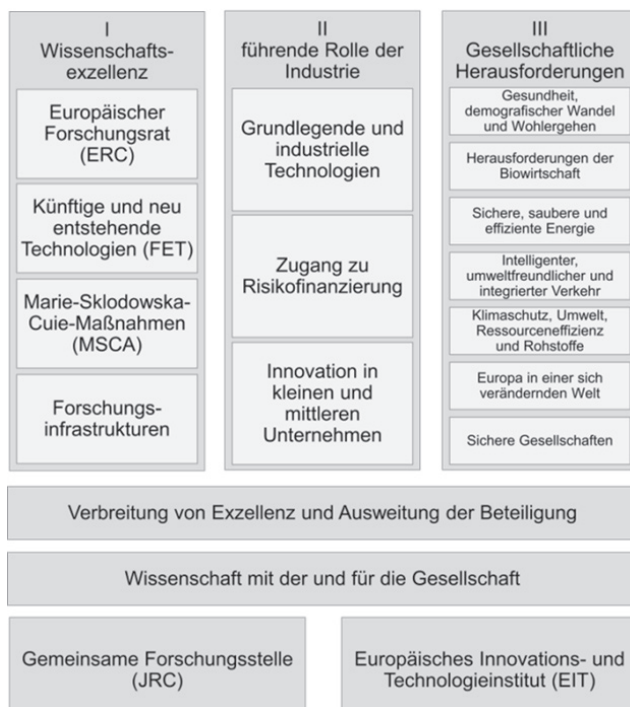 I
Wissenschafts-
exzellenz
Europäischer
Forschungsrat
(ERC)
Künftige und neu
entstehende
Technologien (FET)
Marie-Sklodowska-
Cuie-Maßnahmen
(MSCA)
Forschungs-
infrastrukturen
II
führende Rolle der
Industrie
Grundlegende und
industrielle
Technologien
Zugang zu
Risikofinanzierung
Innovation in
kleinen und
mittleren
Unternehmen
III
Gesellschaftliche
Herausforderungen
Gesundheit,
demografischer Wandel
und Wohlergehen
Herausforderungen der
Biowirtschaft
Sichere, saubere und
effiziente Energie
Intelligenter,
umweltfreundlicher und
integrierter Verkehr
Klimaschutz, Umwelt,
Ressourceneffizienz
und Rohstoffe
Europa in einer sich
verändernden Welt
Sichere Gesellschaften
Verbreitung von Exzellenz und Ausweitung der Beteiligung
Wissenschaft mit der und für die Gesellschaft
Gemeinsame Forschungsstelle
(JRC)
Europäisches Innovations- und
Technologieinstitut (EIT)